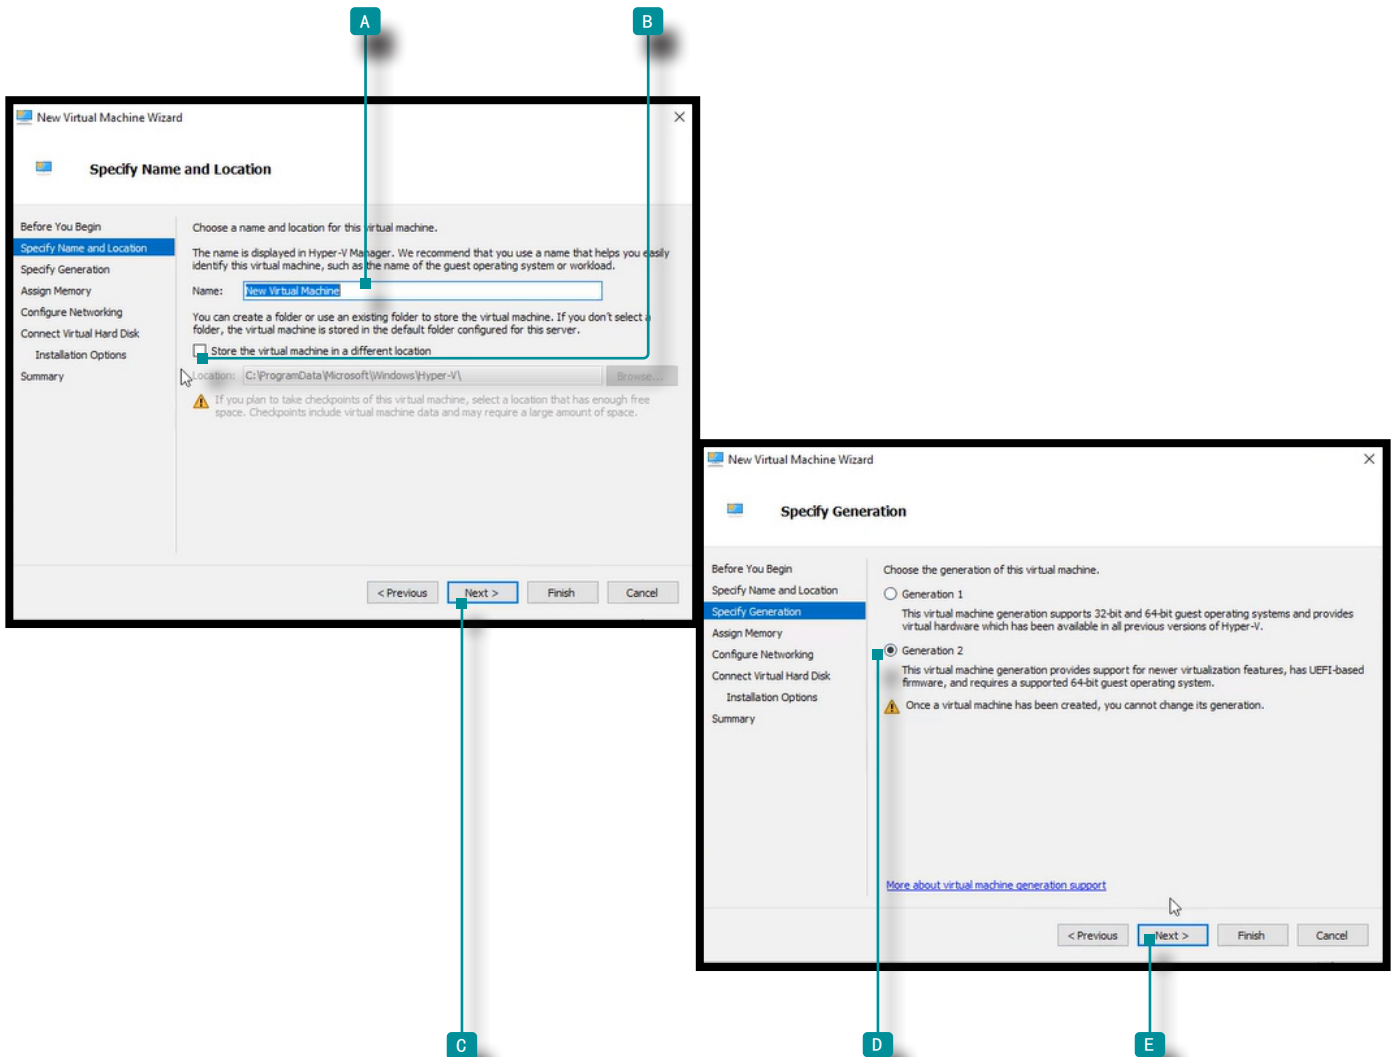 A
B
New Virtual Machine Wizard
Specify Name and Location
Before You Begin
Specify Name and Location
Specify Generation
Assign Memory
Configure Networking
Connect Virtual Hard Disk
Installation Options
Summary
Choose a name and location for this virtual machine.
The name is displayed in Hyper-V Manager. We recommend that you use a name that helps you easily
identify this virtual machine, such as the name of the guest operating system or workload.
Name: New Virtual Machine
You can create a folder or use an existing folder to store the virtual machine. If you don't select a
folder, the virtual machine is stored in the default folder configured for this server.
Store the virtual machine in a different location
Location: C:\ProgramData\Microsoft\Windows\Hyper-V\ Browse...
If you plan to take checkpoints of this virtual machine, select a location that has enough free
space. Checkpoints include virtual machine data and may require a large amount of space.
< Previous Next > Finish Cancel
New Virtual Machine Wizard
Specify Generation
Before You Begin
Specify Name and Location
Specify Generation
Assign Memory
Configure Networking
Connect Virtual Hard Disk
Installation Options
Summary
Choose the generation of this virtual machine.
Generation 1
This virtual machine generation supports 32-bit and 64-bit guest operating systems and provides
virtual hardware which has been available in all previous versions of Hyper-V.
Generation 2
This virtual machine generation provides support for newer virtualization features, has UEFI-based
firmware, and requires a supported 64-bit guest operating system.
Once a virtual machine has been created, you cannot change its generation.
More about virtual machine generation support
< Previous Next > Finish Cancel
C
D
E